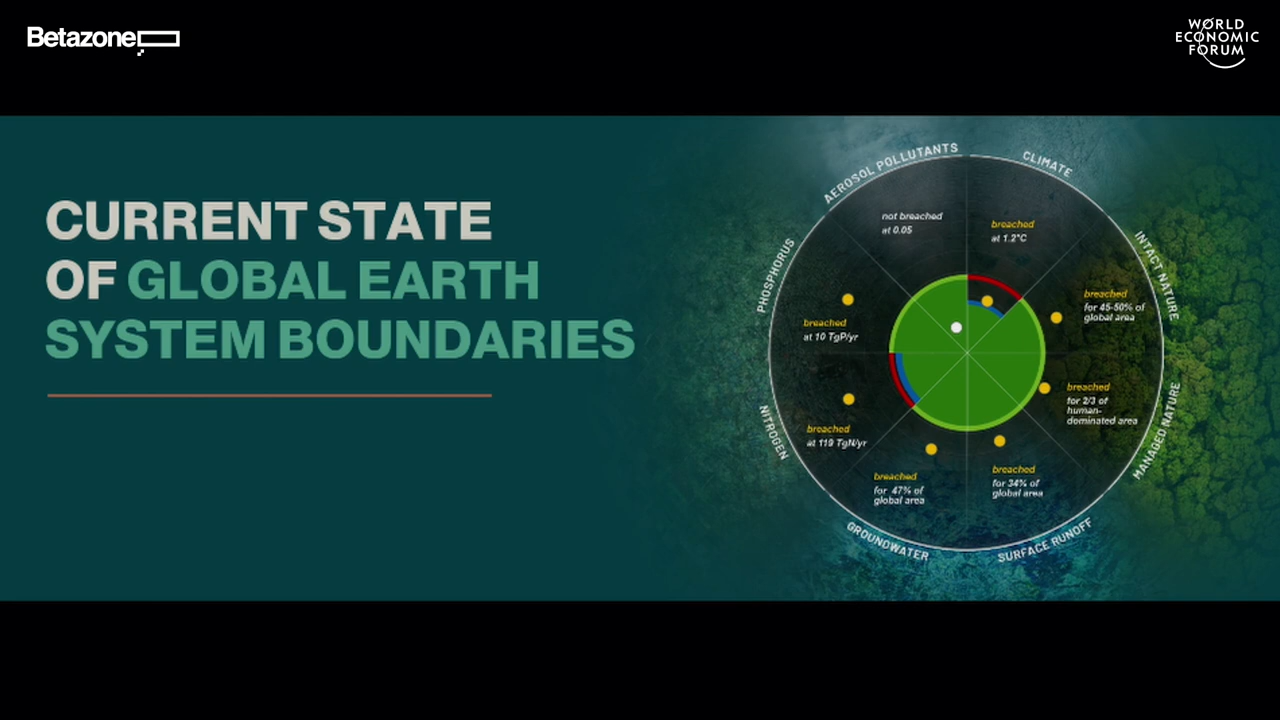 Betazone
WORLD
ECONOMIC
FORUM
CURRENT STATE
OF GLOBAL EARTH
SYSTEM BOUNDARIES
AEROSOL POLLUTANTS
CLIMATE
INTACT NATURE
MANAGED NATURE
SURFACE RUNOFF
GROUNDWATER
NITROGEN
PHOSPHORUS
not breached
at 0.05
breached
at 1.2°C
breached
for 45-50% of
global area
breached
for 2/3 of
human-
dominated area
breached
for 34% of
global area
breached
for 47% of
global area
breached
at 119 TgN/yr
breached
at 10 TgP/yr